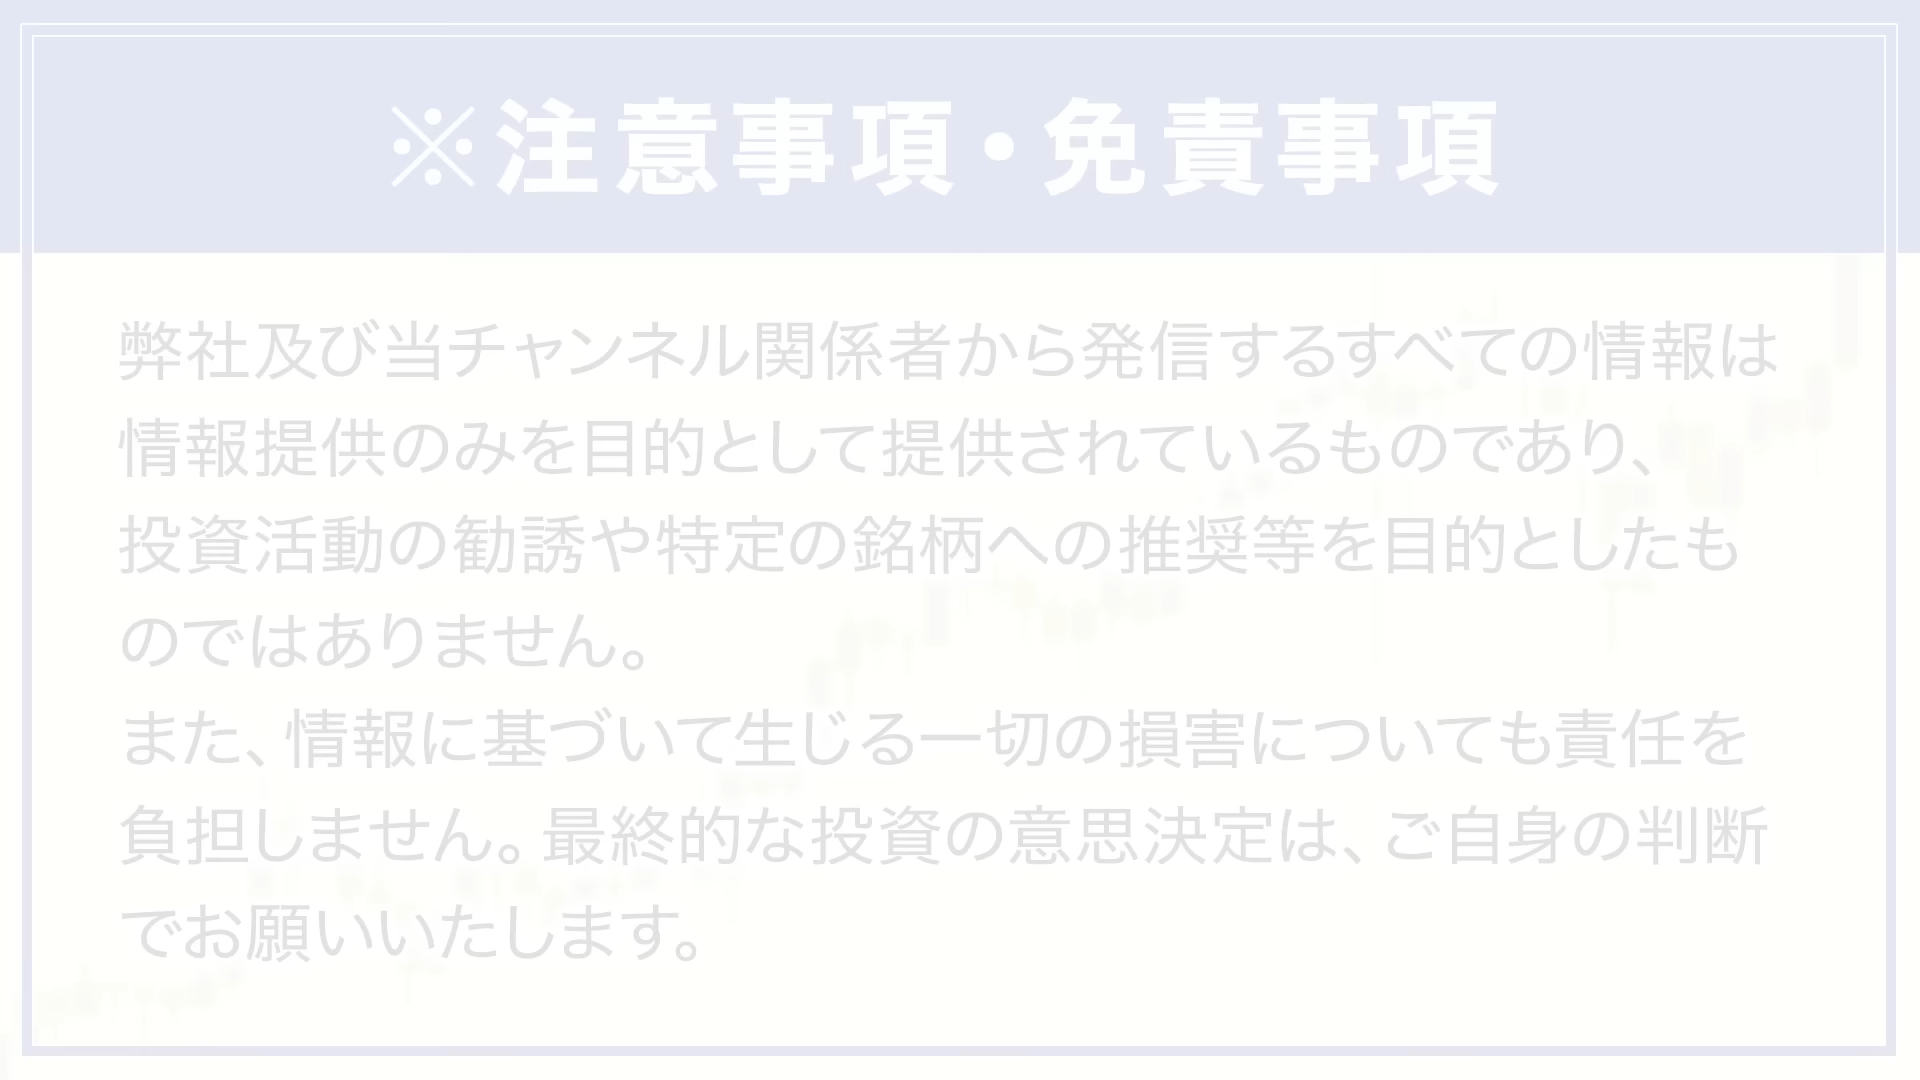 ※注意事項・免責事項
弊社及び当チャンネル関係者から発信するすべての情報は
情報提供のみを目的として提供されているものであり、
投資活動の勧誘や特定の銘柄への推奨等を目的としたも
のではありません。
また、情報に基づいて生じる一切の損害についても責任を
負担しません。最終的な投資の意思決定は、ご自身の判断
でお願いいたします。